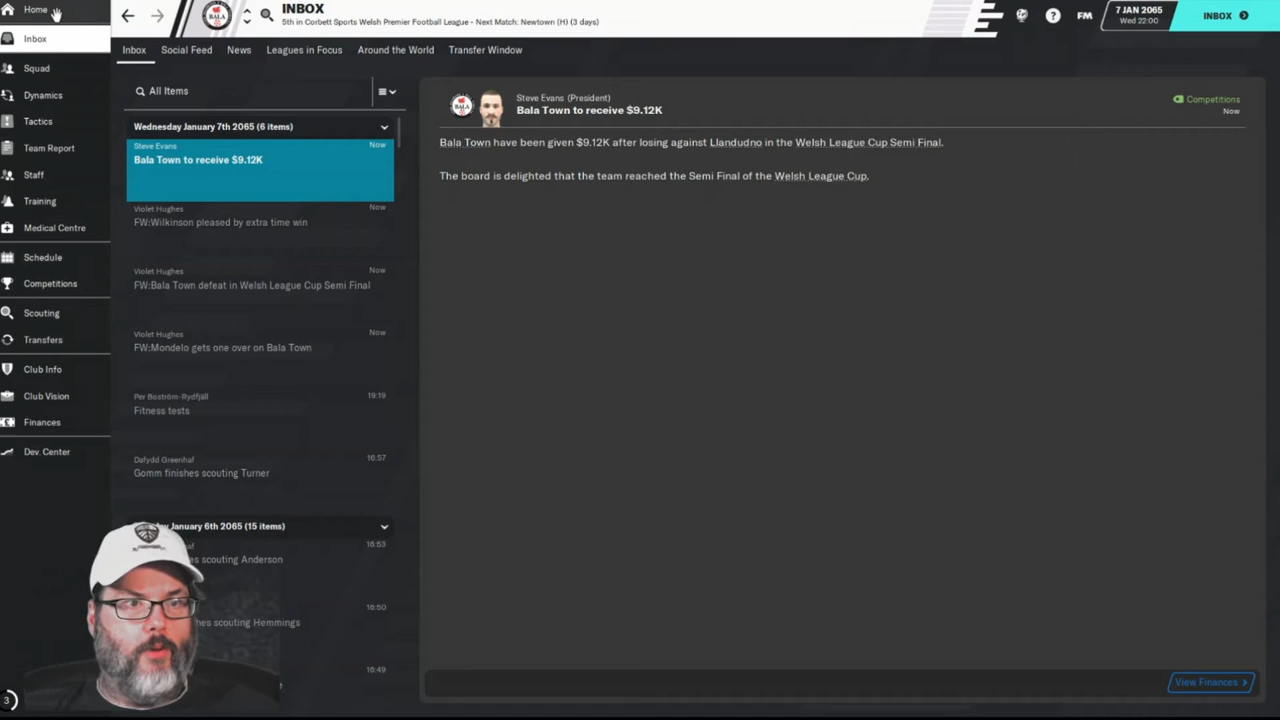 Home
Inbox
Squad
Dynamics
Tactics
Team Report
Staff
Training
Medical Centre
Schedule
Competitions
Scouting
Transfers
Club Info
Club Vision
Finances
Dev. Center
3
BALA
INBOX
5th in Corbett Sports Welsh Premier Football League - Next Match: Newtown (H) (3 days)
FM
7 JAN 2065
Wed 22:00
INBOX
Inbox Social Feed News Leagues in Focus Around the World Transfer Window
All Items
Wednesday January 7th 2065 (6 items)
Steve Evans Now
Bala Town to receive $9.12K
Violet Hughes Now
FW:Wilkinson pleased by extra time win
Violet Hughes Now
FW:Bala Town defeat in Welsh League Cup Semi Final
Violet Hughes Now
FW:Mondelo gets one over on Bala Town
Per Boström-Rydfjäll 19:19
Fitness tests
Dafydd Greenhaf 16:57
Gomm finishes scouting Turner
January 6th 2065 (15 items)
16:53
scouting Anderson
16:50
scouting Hemmings
16:49
BALA
Steve Evans (President)
Bala Town to receive $9.12K
Competitions
Now
Bala Town have been given $9.12K after losing against Llandudno in the Welsh League Cup Semi Final.
The board is delighted that the team reached the Semi Final of the Welsh League Cup.
View Finances